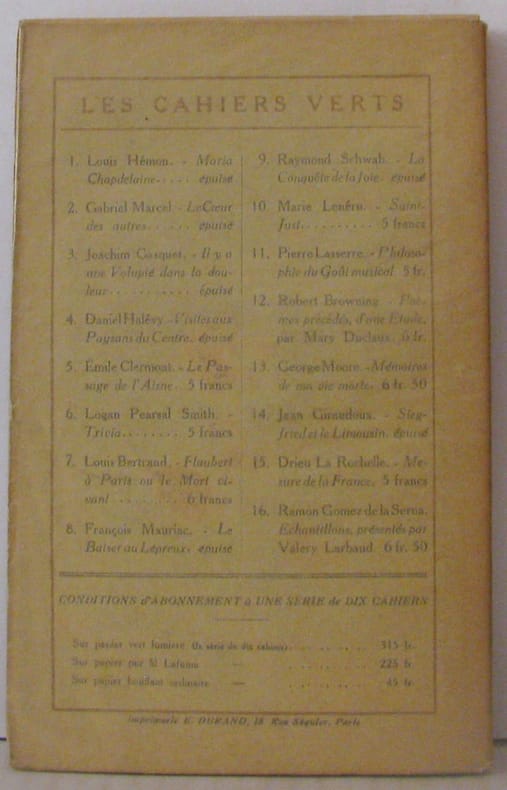 LES CAHIERS VERTS
1. Louis Hémon. - Maria
Chapdelaine..... épuisé
2. Gabriel Marcel - Le Cœur
des autres......... épuisé
3. Joachim Gasquet. - Il y a
une Volupté dans la dou-
leur........... épuisé
4. Daniel Halévy - Visites aux
Paysans du Centre. épuisé
5. Émile Clermont. - Le Pas-
sage de l'Aisne. 5 francs
6. Logan Pearsal Smith. -
Trivia........ 5 francs
7. Louis Bertrand. - Flaubert
à Paris ou le Mort vi-
vant ........ 6 francs
8. François Mauriac. - Le
Baiser au Lépreux. épuisé
9. Raymond Schwab. - La
Conquête de la Joie. épuisé
10. Marie Lenéru. - Saint-
Just.......... 5 francs
11. Pierre Lasserre. - Philoso-
phie du Goût musical 5 fr.
12. Robert Browning - Poè-
mes précédés, d'une Etude,
par Mary Duclaux. 6 fr.
13. George Moore. - Mémoires
de ma vie morte. 6 fr. 50
14. Jean Giraudoux. - Sieg-
fried et le Limousin. épuisé
15. Drieu La Rochelle. - Me-
sure de la France. 5 francs
16. Ramon Gomez de la Serna.
Echantillons, présentés par
Valery Larbaud. 6 fr. 50
CONDITIONS d'ABONNEMENT à UNE SÉRIE de DIX CAHIERS
Sur papier vert lumière (la série de dix cahiers)........ 315 fr.
Sur papier pur fil Lafuma — ........ 225 fr.
Sur papier bouffant ordinaire — ........ 45 fr.
Imprimerie E. DURAND, 18 Rue Séguier, Paris